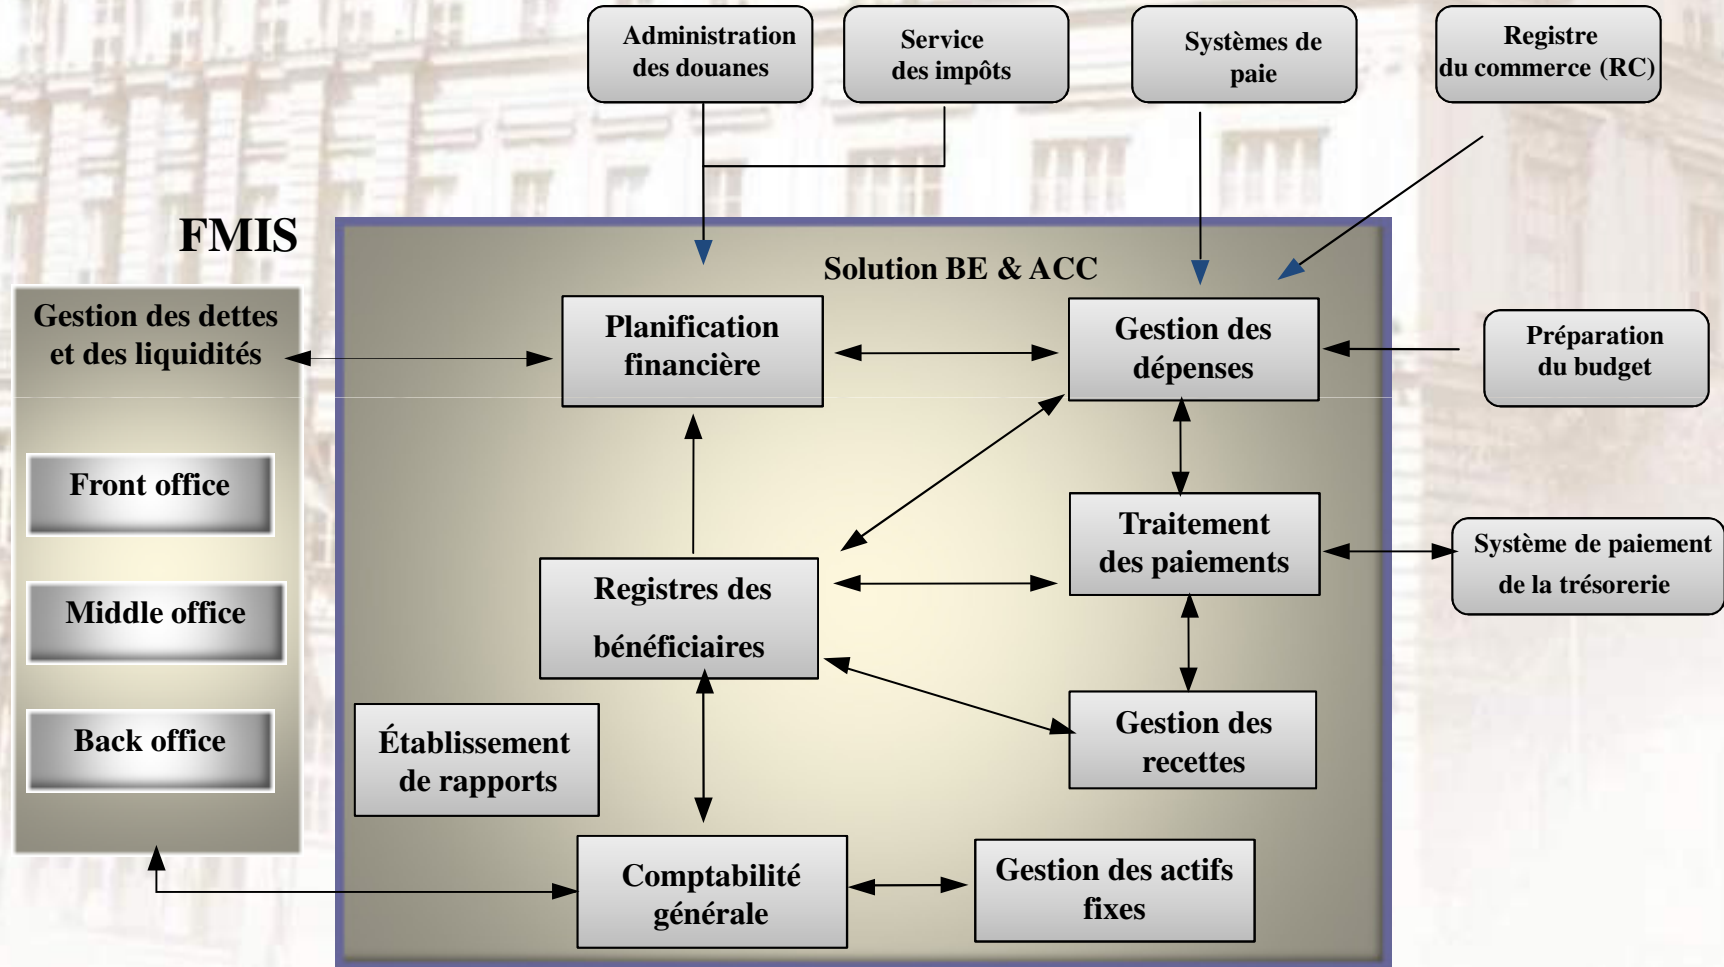 Administration
des douanes
Service
des impôts
Systèmes de
paie
Registre
du commerce (RC)
FMIS
Solution BE & ACC
Gestion des dettes
et des liquidités
Front office
Middle office
Back office
Planification
financière
Gestion des
dépenses
Préparation
du budget
Traitement
des paiements
Système de paiement
de la trésorerie
Registres des
bénéficiaires
Établissement
de rapports
Gestion des
recettes
Comptabilité
générale
Gestion des actifs
fixes